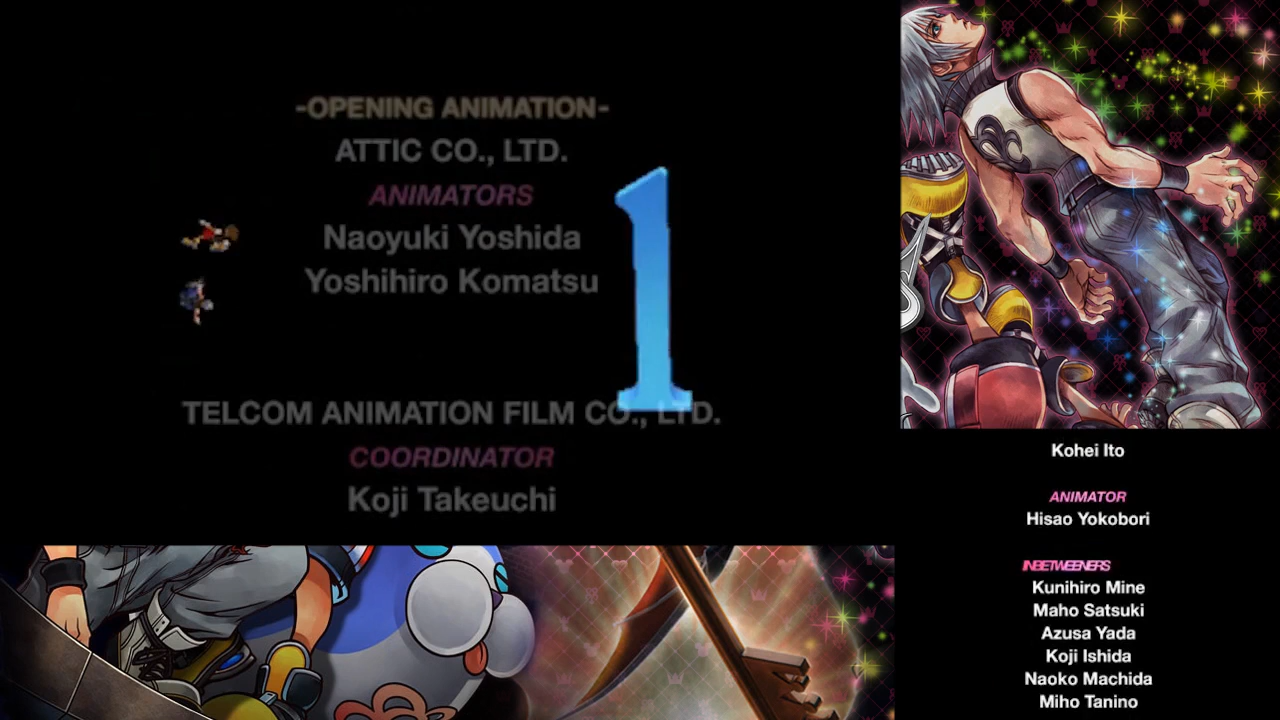 -OPENING ANIMATION-
ATTIC CO., LTD.
ANIMATORS
Naoyuki Yoshida
Yoshihiro Komatsu
1
TELCOM ANIMATION FILM CO., LTD.
COORDINATOR
Koji Takeuchi
Kohei Ito
ANIMATOR
Hisao Yokobori
INBETWEENERS
Kunihiro Mine
Maho Satsuki
Azusa Yada
Koji Ishida
Naoko Machida
Miho Tanino